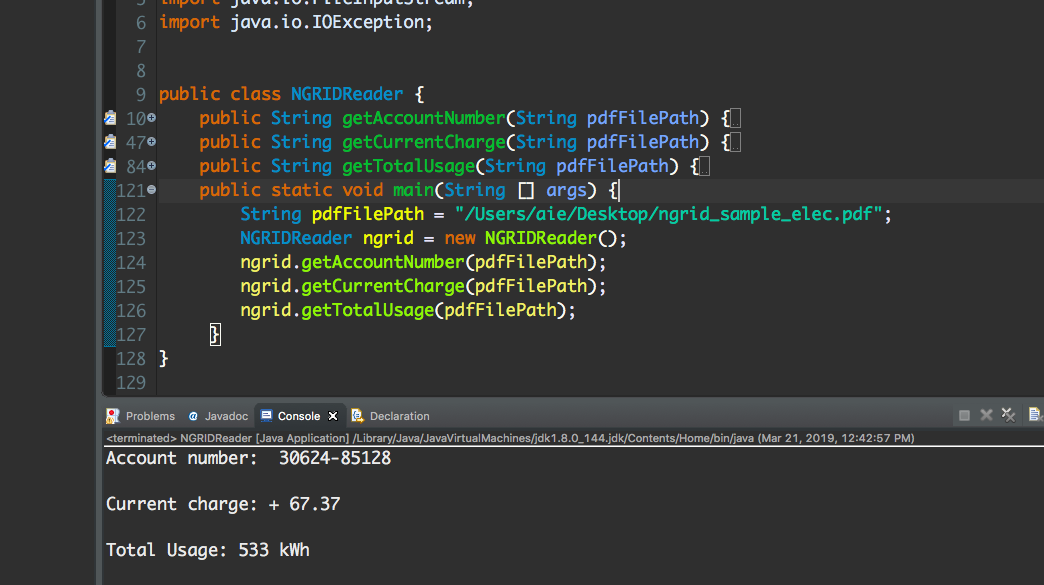 5 import java.io.FileInputStream;
6 import java.io.IOException;
7
8
9 public class NGRIDReader {
10 public String getAccountNumber(String pdfFilePath) {
47 public String getCurrentCharge(String pdfFilePath) {
84 public String getTotalUsage(String pdfFilePath) {
121 public static void main(String [] args) {
122 String pdfFilePath = "/Users/aie/Desktop/ngrid_sample_elec.pdf";
123 NGRIDReader ngrid = new NGRIDReader();
124 ngrid.getAccountNumber(pdfFilePath);
125 ngrid.getCurrentCharge(pdfFilePath);
126 ngrid.getTotalUsage(pdfFilePath);
127 }
128 }
129
Problems @ Javadoc Console Declaration
<terminated> NGRIDReader [Java Application] /Library/Java/JavaVirtualMachines/jdk1.8.0_144.jdk/Contents/Home/bin/java (Mar 21, 2019, 12:42:57 PM)
Account number: 30624-85128
Current charge: + 67.37
Total Usage: 533 kWh